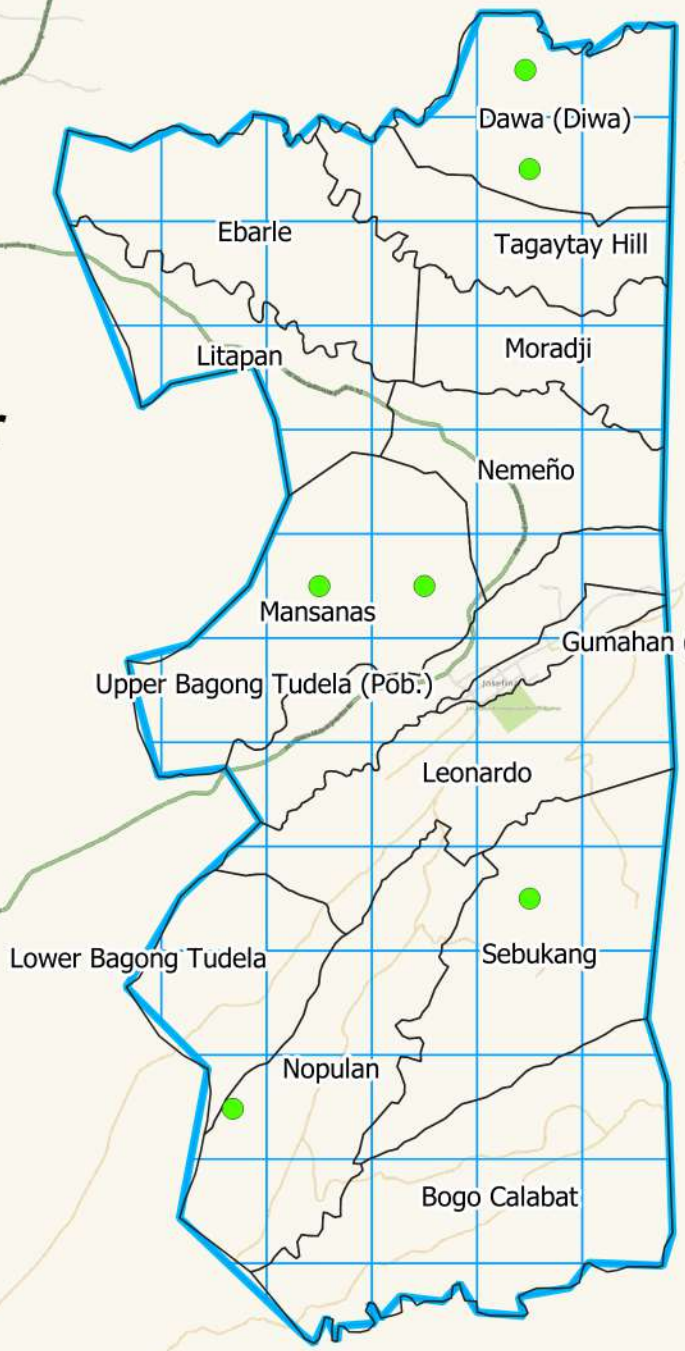 Dawa (Diwa)
Ebarle
Tagaytay Hill
Moradji
Litapan
Nemeño
Mansanas
Gumahan (
Upper Bagong Tudela (Pob.)
Josefina
Leonardo
Sebukang
Lower Bagong Tudela
Nopulan
Bogo Calabat